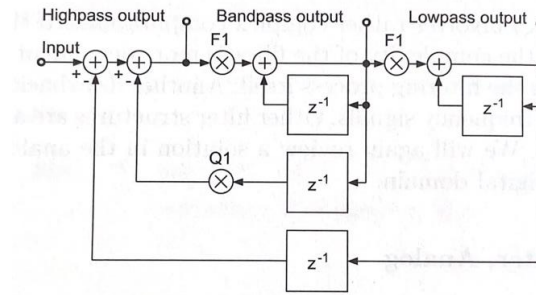 Highpass output Bandpass output Lowpass output
Input F1 F1
+ + + +
+ - + -
z-1 z-1
Q1
z-1
z-1